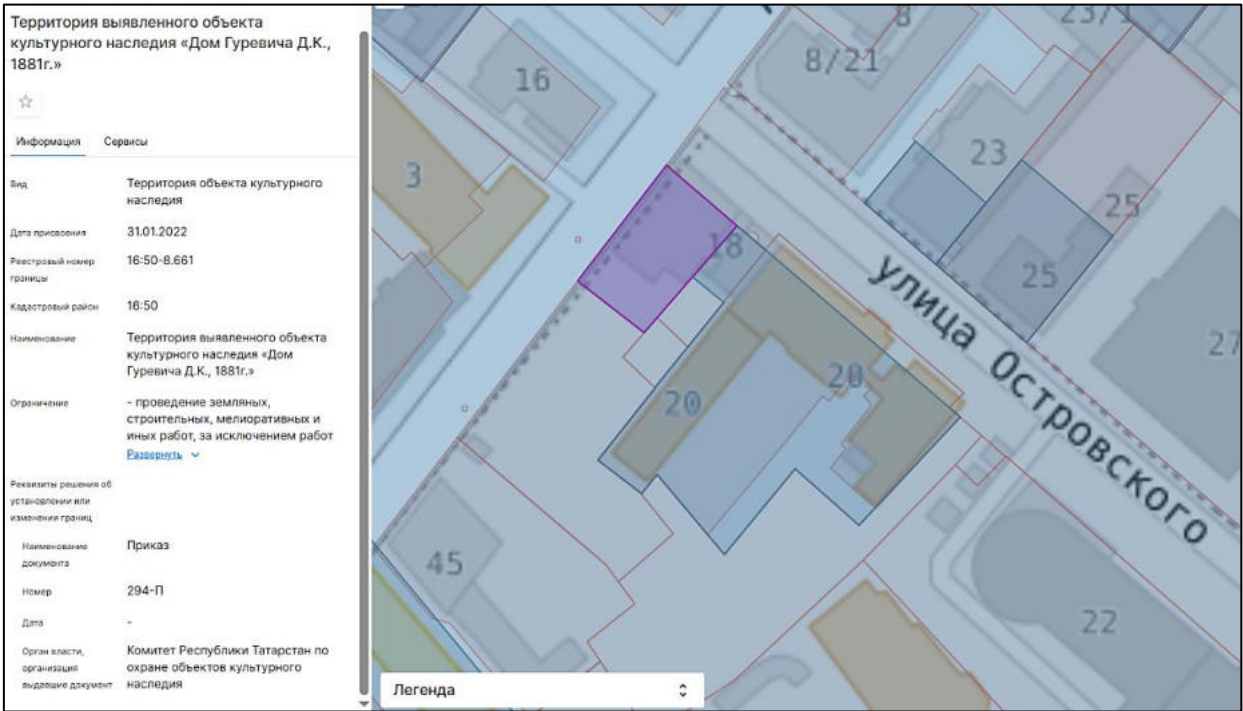 Территория выявленного объекта
культурного наследия «Дом Гуревича Д.К.,
1881г.»
Информация Сервисы
Вид Территория объекта культурного
наследия
Дата присвоения 31.01.2022
Реестровый номер
границы 16:50-8.661
Кадастровый район 16:50
Наименование Территория выявленного объекта
культурного наследия «Дом
Гуревича Д.К., 1881г.»
Ограничение - проведение земляных,
строительных, мелиоративных и
иных работ, за исключением работ
Развернуть
Реквизиты решения об
установлении или
изменении границ
Наименование
документа Приказ
Номер 294-П
Дата -
Орган власти,
организация
выдавшие документ Комитет Республики Татарстан по
охране объектов культурного
наследия
8
23/1
8/21
16
3
23
25
18
25
улица Островского
27
20
20
45
22
Легенда